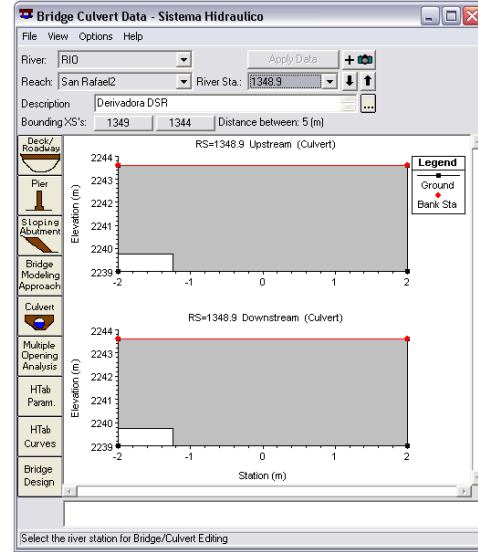 Bridge Culvert Data - Sistema Hidraulico
File View Options Help
River: RIO Apply Data +
Reach: San Rafael2 River Sta.: 1348.9
Description Derivadora DSR ...
Bounding XS's: 1349 1344 Distance between: 5 (m)
Deck/
Roadway
Pier
Sloping
Abutment
Bridge
Modeling
Approach
Culvert
Multiple
Opening
Analysis
HTab
Param.
HTab
Curves
Bridge
Design
RS=1348.9 Upstream (Culvert)
Elevation (m)
2244
2243
2242
2241
2240
2239
-2 -1 0 1 2
Legend
Ground
Bank Sta
RS=1348.9 Downstream (Culvert)
Elevation (m)
2244
2243
2242
2241
2240
2239
-2 -1 0 1 2
Station (m)
Select the river station for Bridge/Culvert Editing